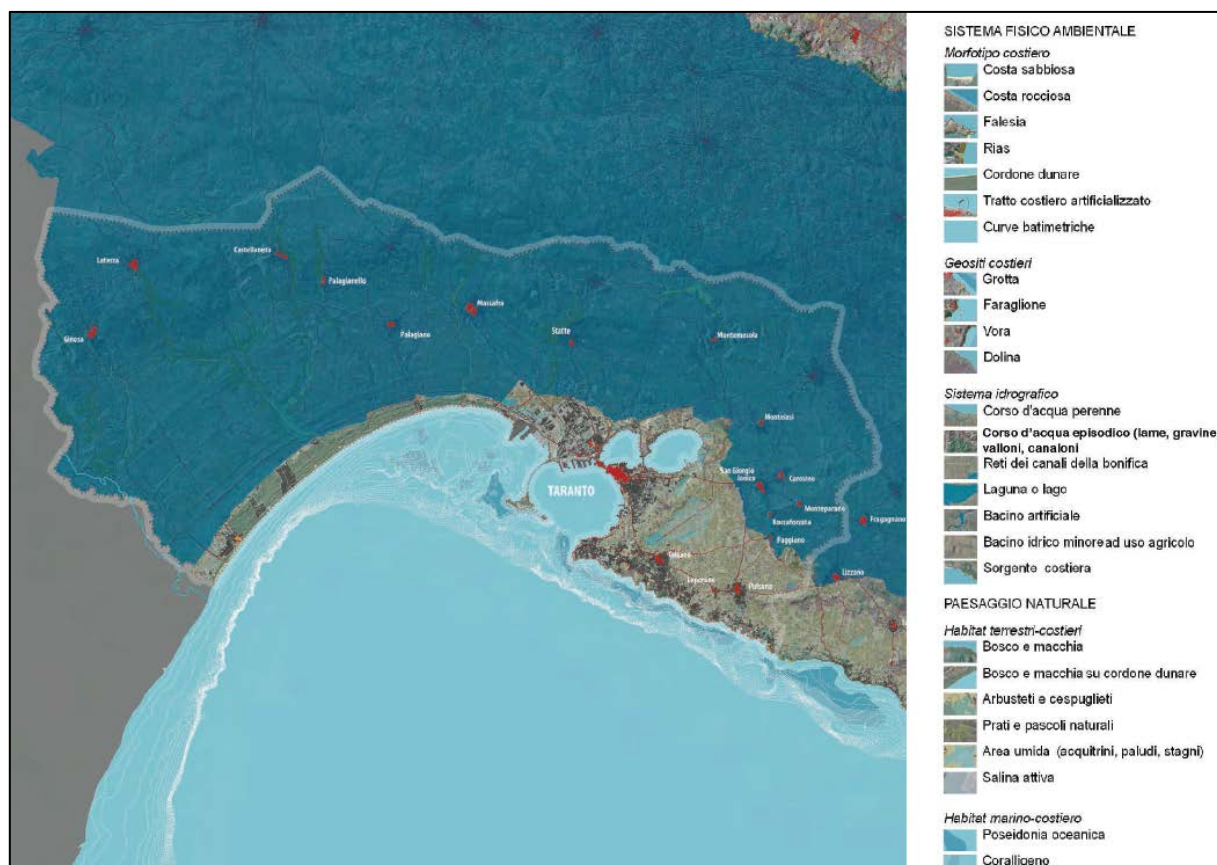 Laterza
Castellaneta
Palagianello
Ginosa
Palagiano
Massafra
Statte
Montemesola
Monteiasi
TARANTO
San Giorgio
Ionico
Carosino
Monteparano
Roccaforzata
Fragagnano
Faggiano
Talsano
Leporano
Pulsano
Lizzano
SISTEMA FISICO AMBIENTALE
Morfotipo costiero
Costa sabbiosa
Costa rocciosa
Falesia
Rias
Cordone dunare
Tratto costiero artificializzato
Curve batimetriche
Geositi costieri
Grotta
Faraglione
Vora
Dolina
Sistema idrografico
Corso d'acqua perenne
Corso d'acqua episodico (lame, gravine
valloni, canaloni
Reti dei canali della bonifica
Laguna o lago
Bacino artificiale
Bacino idrico minore ad uso agricolo
Sorgente costiera
PAESAGGIO NATURALE
Habitat terrestri-costieri
Bosco e macchia
Bosco e macchia su cordone dunare
Arbusteti e cespuglieti
Prati e pascoli naturali
Area umida (acquitrini, paludi, stagni)
Salina attiva
Habitat marino-costiero
Poseidonia oceanica
Coralligeno